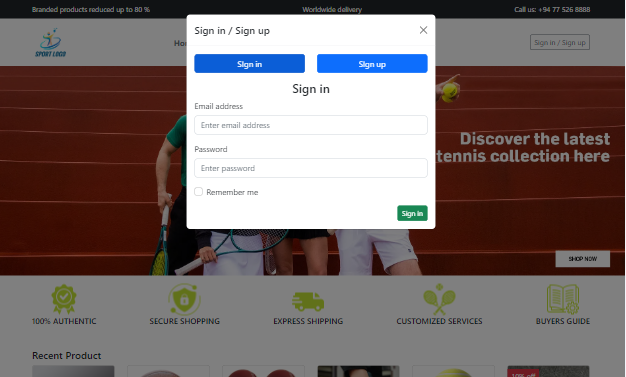 Branded products reduced up to 80 %
Worldwide delivery
Call us: +94 77 526 8888
Sign in / Sign up
SPORT LOGO
Sign in / Sign up
Sign in
Sign up
Sign in
Email address
Enter email address
Password
Enter password
Remember me
Sign in
Discover the latest
tennis collection here
SHOP NOW
100% AUTHENTIC
SECURE SHOPPING
EXPRESS SHIPPING
CUSTOMIZED SERVICES
BUYERS GUIDE
Recent Product
10% off